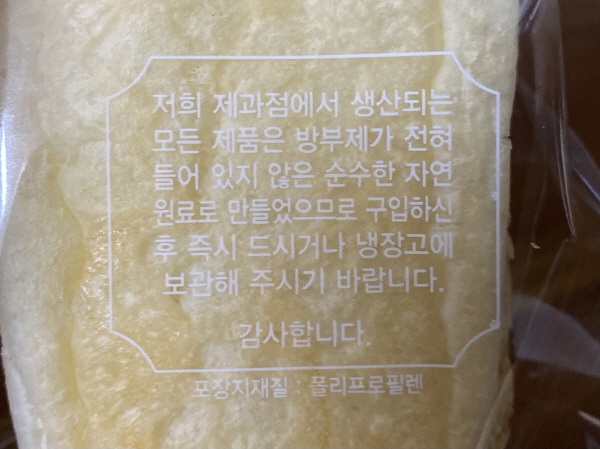 저희 제과점에서 생산되는
모든 제품은 방부제가 전혀
들어 있지 않은 순수한 자연
원료로 만들었으므로 구입하신
후 즉시 드시거나 냉장고에
보관해 주시기 바랍니다.
감사합니다.
포장지재질 : 폴리프로필렌